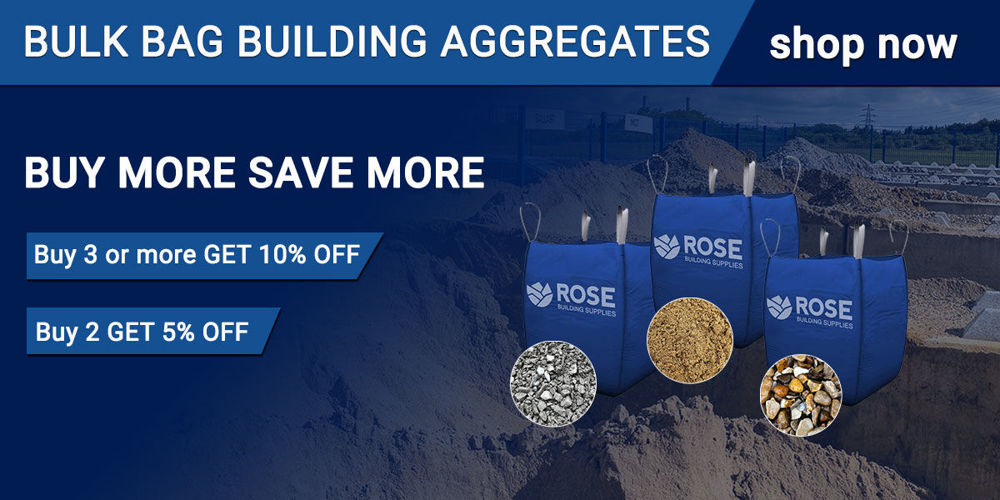 BULK BAG BUILDING AGGREGATES
shop now
BUY MORE SAVE MORE
Buy 3 or more GET 10% OFF
Buy 2 GET 5% OFF
ROSE
BUILDING SUPPLIES
ROSE
BUILDING SUPPLIES
ROSE
BUILDING SUPPLIES